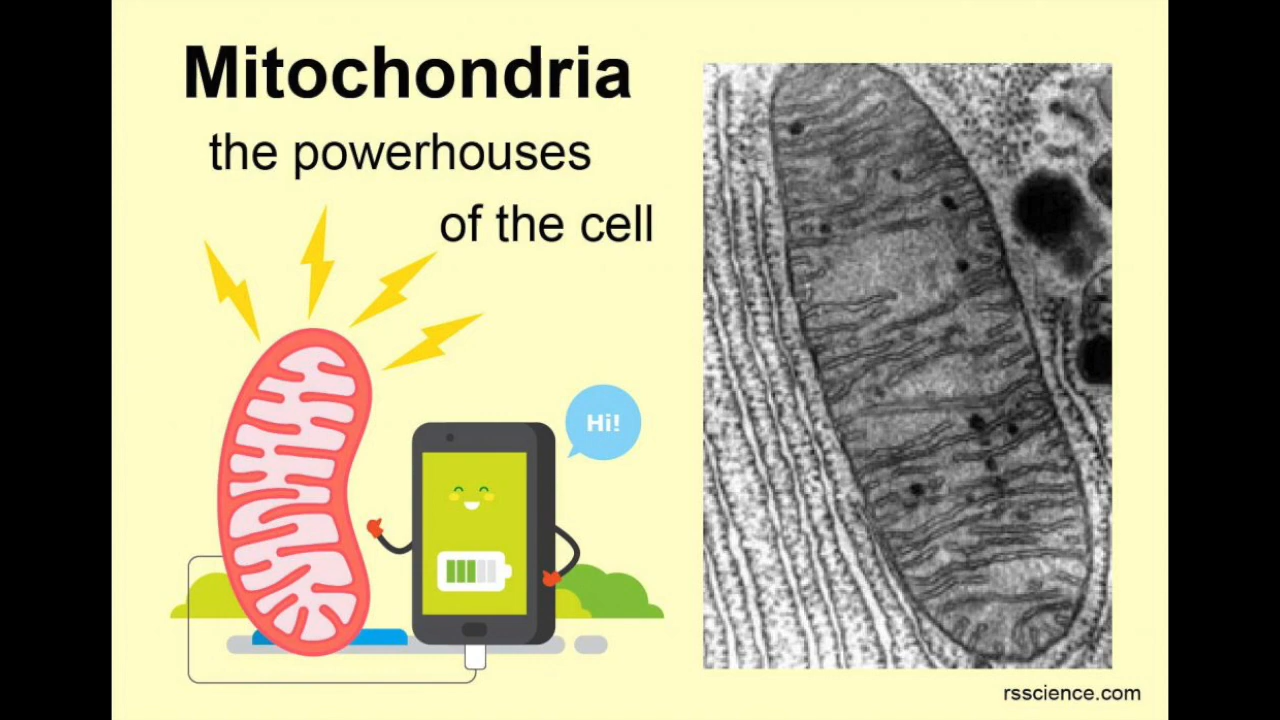 Mitochondria
the powerhouses
of the cell
Hi!
rsscience.com